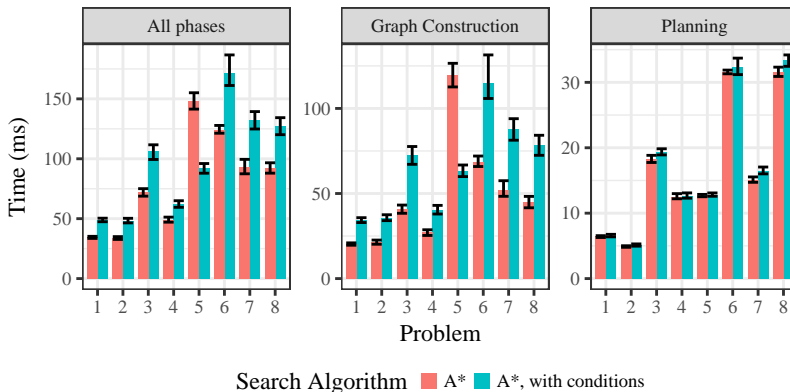 All phases Graph Construction Planning
Time (ms)
150
100
50
0
1 2 3 4 5 6 7 8
100
50
0
1 2 3 4 5 6 7 8
30
20
10
0
1 2 3 4 5 6 7 8
Problem
Search Algorithm A* A*, with conditions